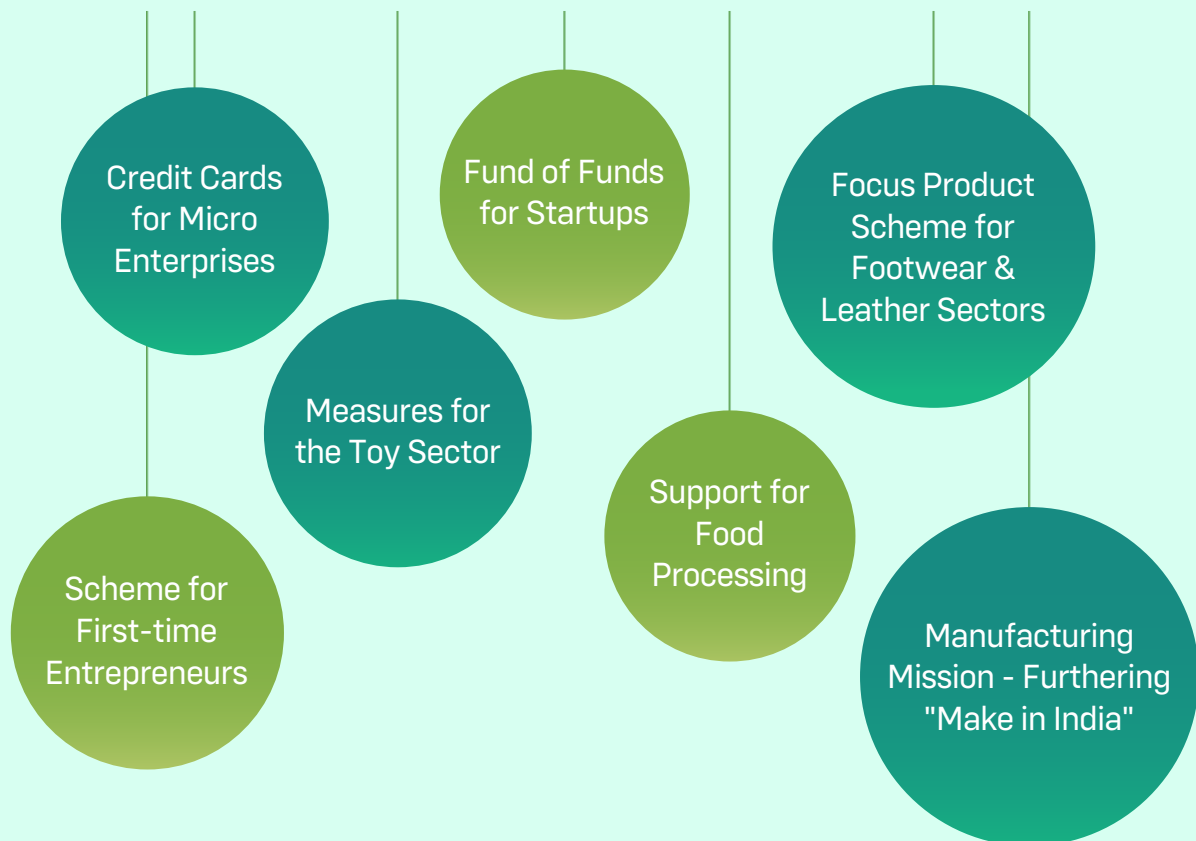 Credit Cards
for Micro
Enterprises
Fund of Funds
for Startups
Focus Product
Scheme for
Footwear &
Leather Sectors
Measures for
the Toy Sector
Support for
Food
Processing
Scheme for
First-time
Entrepreneurs
Manufacturing
Mission - Furthering
"Make in India"